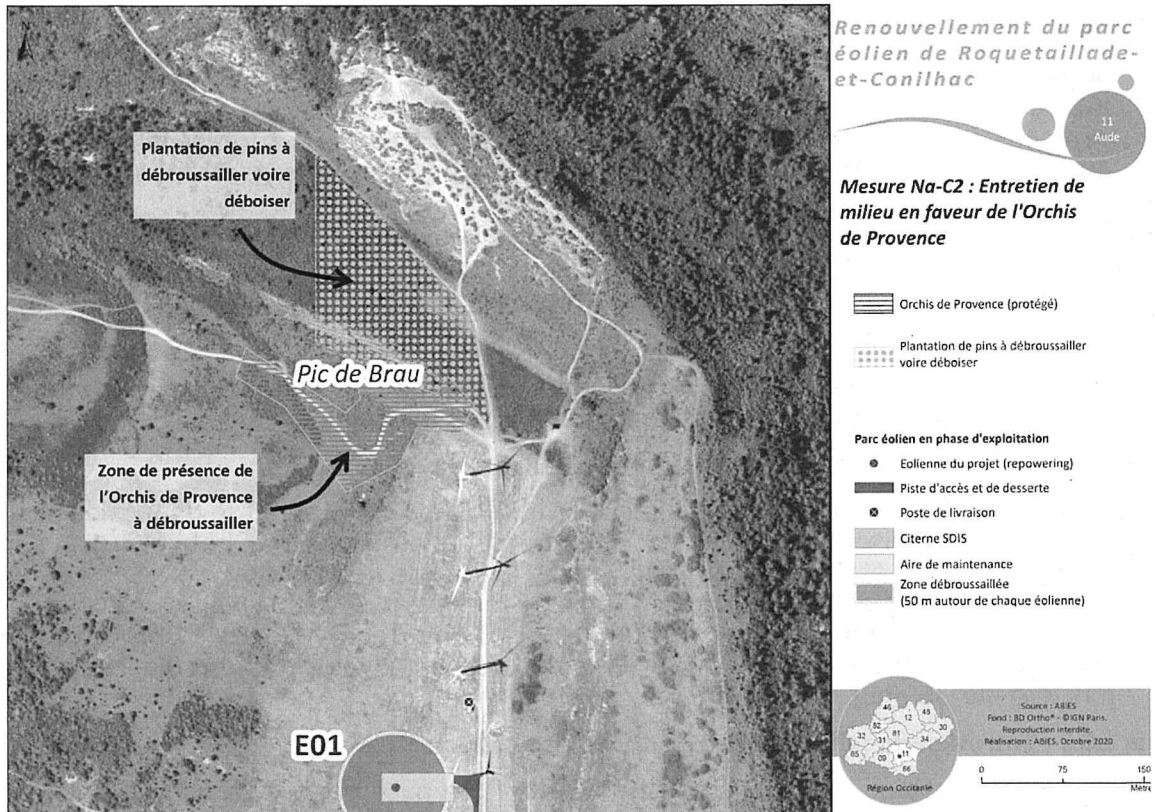 Plantation de pins à
débroussailler voire
déboiser
Pic de Brau
Zone de présence de
l'Orchis de Provence
à débroussailler
E01
Renouvellement du parc
éolien de Roquetaillade-
et-Conilhac
11
Aude
Mesure Na-C2 : Entretien de
milieu en faveur de l'Orchis
de Provence
Orchis de Provence (protégé)
Plantation de pins à débroussailler
voire déboiser
Parc éolien en phase d'exploitation
Eolienne du projet (repowering)
Piste d'accès et de desserte
Poste de livraison
Citerne SDIS
Aire de maintenance
Zone débroussaillée
(50 m autour de chaque éolienne)
46
48
12
82
30
32
81
34
31
65
09
11
66
Région Occitanie
Source : ABIES
Fond : BD Ortho® - ©IGN Paris.
Reproduction interdite.
Réalisation : ABIES, Octobre 2020
0 75 150
Mètre